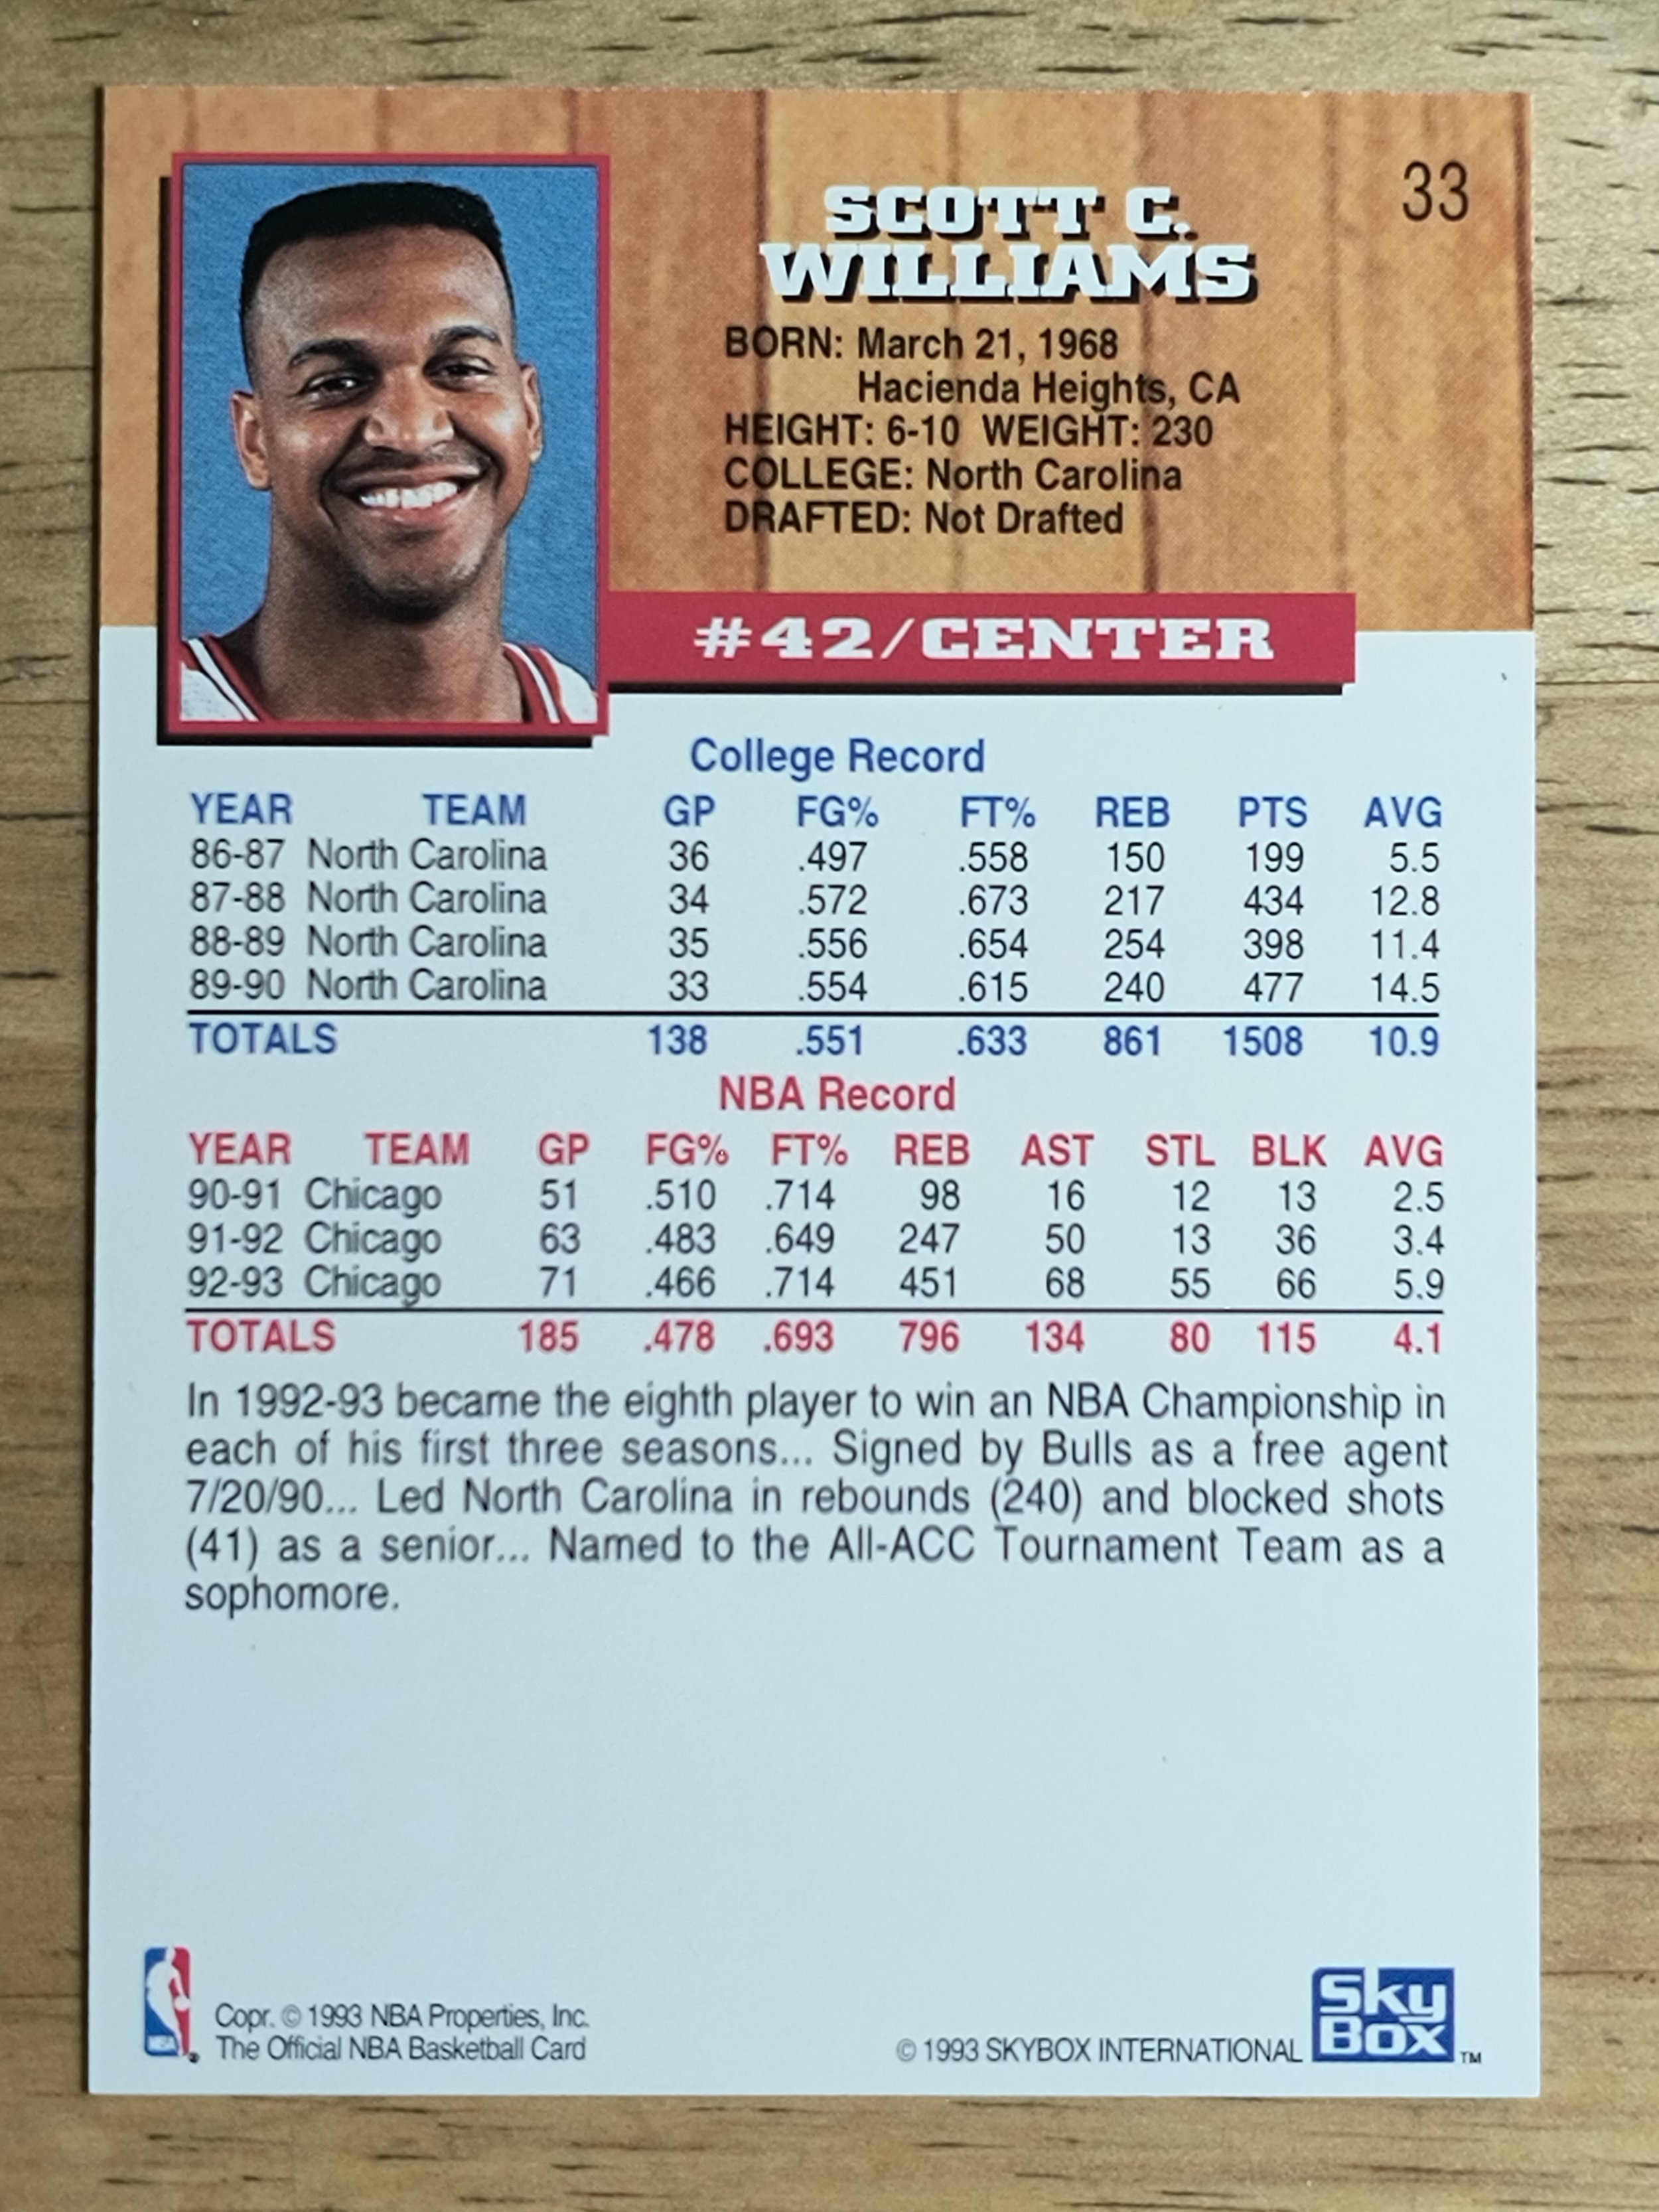 33
SCOTT C.
WILLIAMS
BORN: March 21, 1968
Hacienda Heights, CA
HEIGHT: 6-10 WEIGHT: 230
COLLEGE: North Carolina
DRAFTED: Not Drafted
#42/CENTER
College Record
YEAR TEAM GP FG% FT% REB PTS AVG
86-87 North Carolina 36 .497 .558 150 199 5.5
87-88 North Carolina 34 .572 .673 217 434 12.8
88-89 North Carolina 35 .556 .654 254 398 11.4
89-90 North Carolina 33 .554 .615 240 477 14.5
TOTALS 138 .551 .633 861 1508 10.9
NBA Record
YEAR TEAM GP FG% FT% REB AST STL BLK AVG
90-91 Chicago 51 .510 .714 98 16 12 13 2.5
91-92 Chicago 63 .483 .649 247 50 13 36 3.4
92-93 Chicago 71 .466 .714 451 68 55 66 5.9
TOTALS 185 .478 .693 796 134 80 115 4.1
In 1992-93 became the eighth player to win an NBA Championship in
each of his first three seasons... Signed by Bulls as a free agent
7/20/90... Led North Carolina in rebounds (240) and blocked shots
(41) as a senior... Named to the All-ACC Tournament Team as a
sophomore.
NBA
Copr. © 1993 NBA Properties, Inc.
The Official NBA Basketball Card
© 1993 SKYBOX INTERNATIONAL
Sky
Box TM